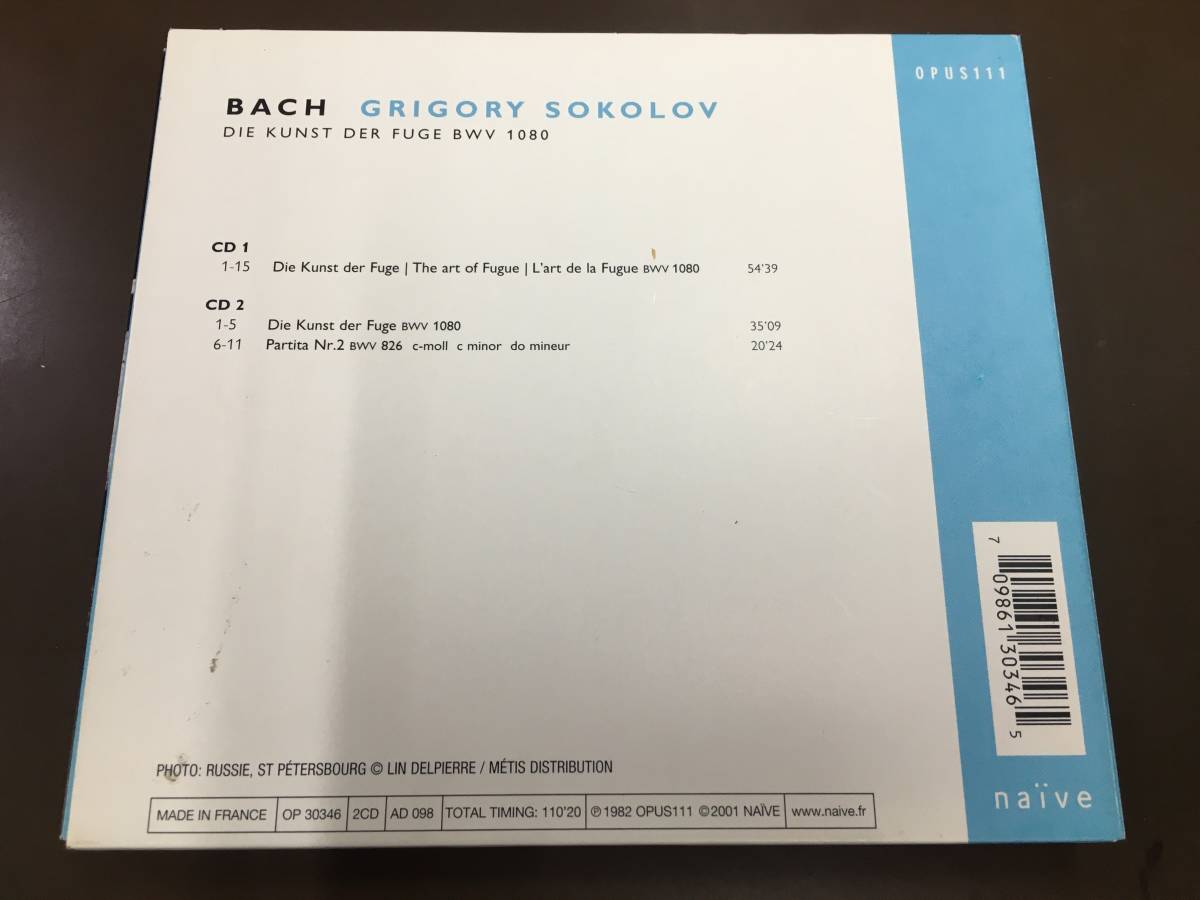 OPUS111
BACH GRIGORY SOKOLOV
DIE KUNST DER FUGE BWV 1080
CD 1
1-15 Die Kunst der Fuge | The art of Fugue | L'art de la Fugue BWV 1080 54'39
CD 2
1-5 Die Kunst der Fuge BWV 1080 35'09
6-11 Partita Nr.2 BWV 826 c-moll c minor do mineur 20'24
7 09861 30346 5
naïve
PHOTO: RUSSIE, ST PÉTERSBOURG © LIN DELPIERRE / MÉTIS DISTRIBUTION
MADE IN FRANCE OP 30346 2CD AD 098 TOTAL TIMING: 110'20 ℗1982 OPUS111 ©2001 NAÏVE www.naive.fr